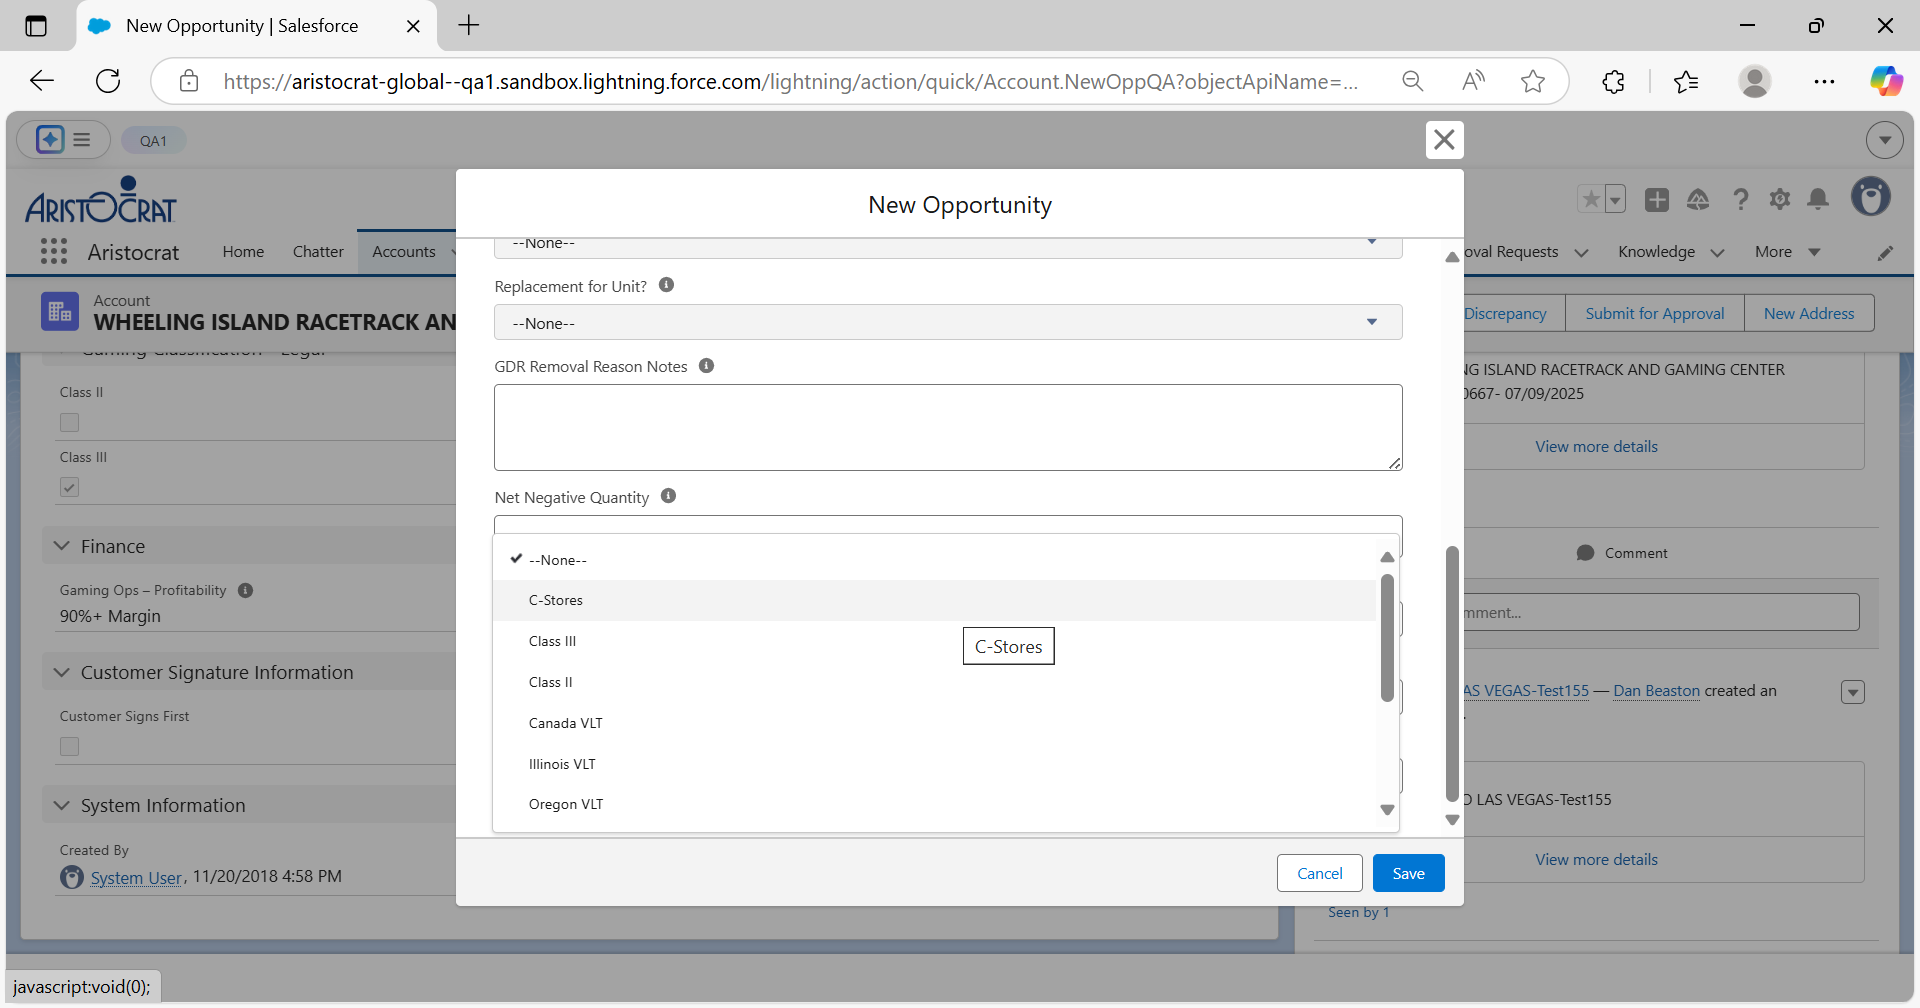 New Opportunity | Salesforce
https://aristocrat-global--qa1.sandbox.lightning.force.com/lightning/action/quick/Account.NewOppQA?objectApiName=...
QA1
ARISTOCRAT
Aristocrat
Home
Chatter
Accounts
oval Requests
Knowledge
More
Account
WHEELING ISLAND RACETRACK AN
Discrepancy
Submit for Approval
New Address
Gaming Classification - Legal
Class II
Class III
Finance
Gaming Ops – Profitability
90%+ Margin
Customer Signature Information
Customer Signs First
System Information
Created By
System User, 11/20/2018 4:58 PM
New Opportunity
--None--
Replacement for Unit?
--None--
GDR Removal Reason Notes
Net Negative Quantity
--None--
C-Stores
Class III
C-Stores
Class II
Canada VLT
Illinois VLT
Oregon VLT
Cancel
Save
NG ISLAND RACETRACK AND GAMING CENTER
0667- 07/09/2025
View more details
Comment
mment...
AS VEGAS-Test155 — Dan Beaston created an
.
O LAS VEGAS-Test155
View more details
Seen by 1
javascript:void(0);